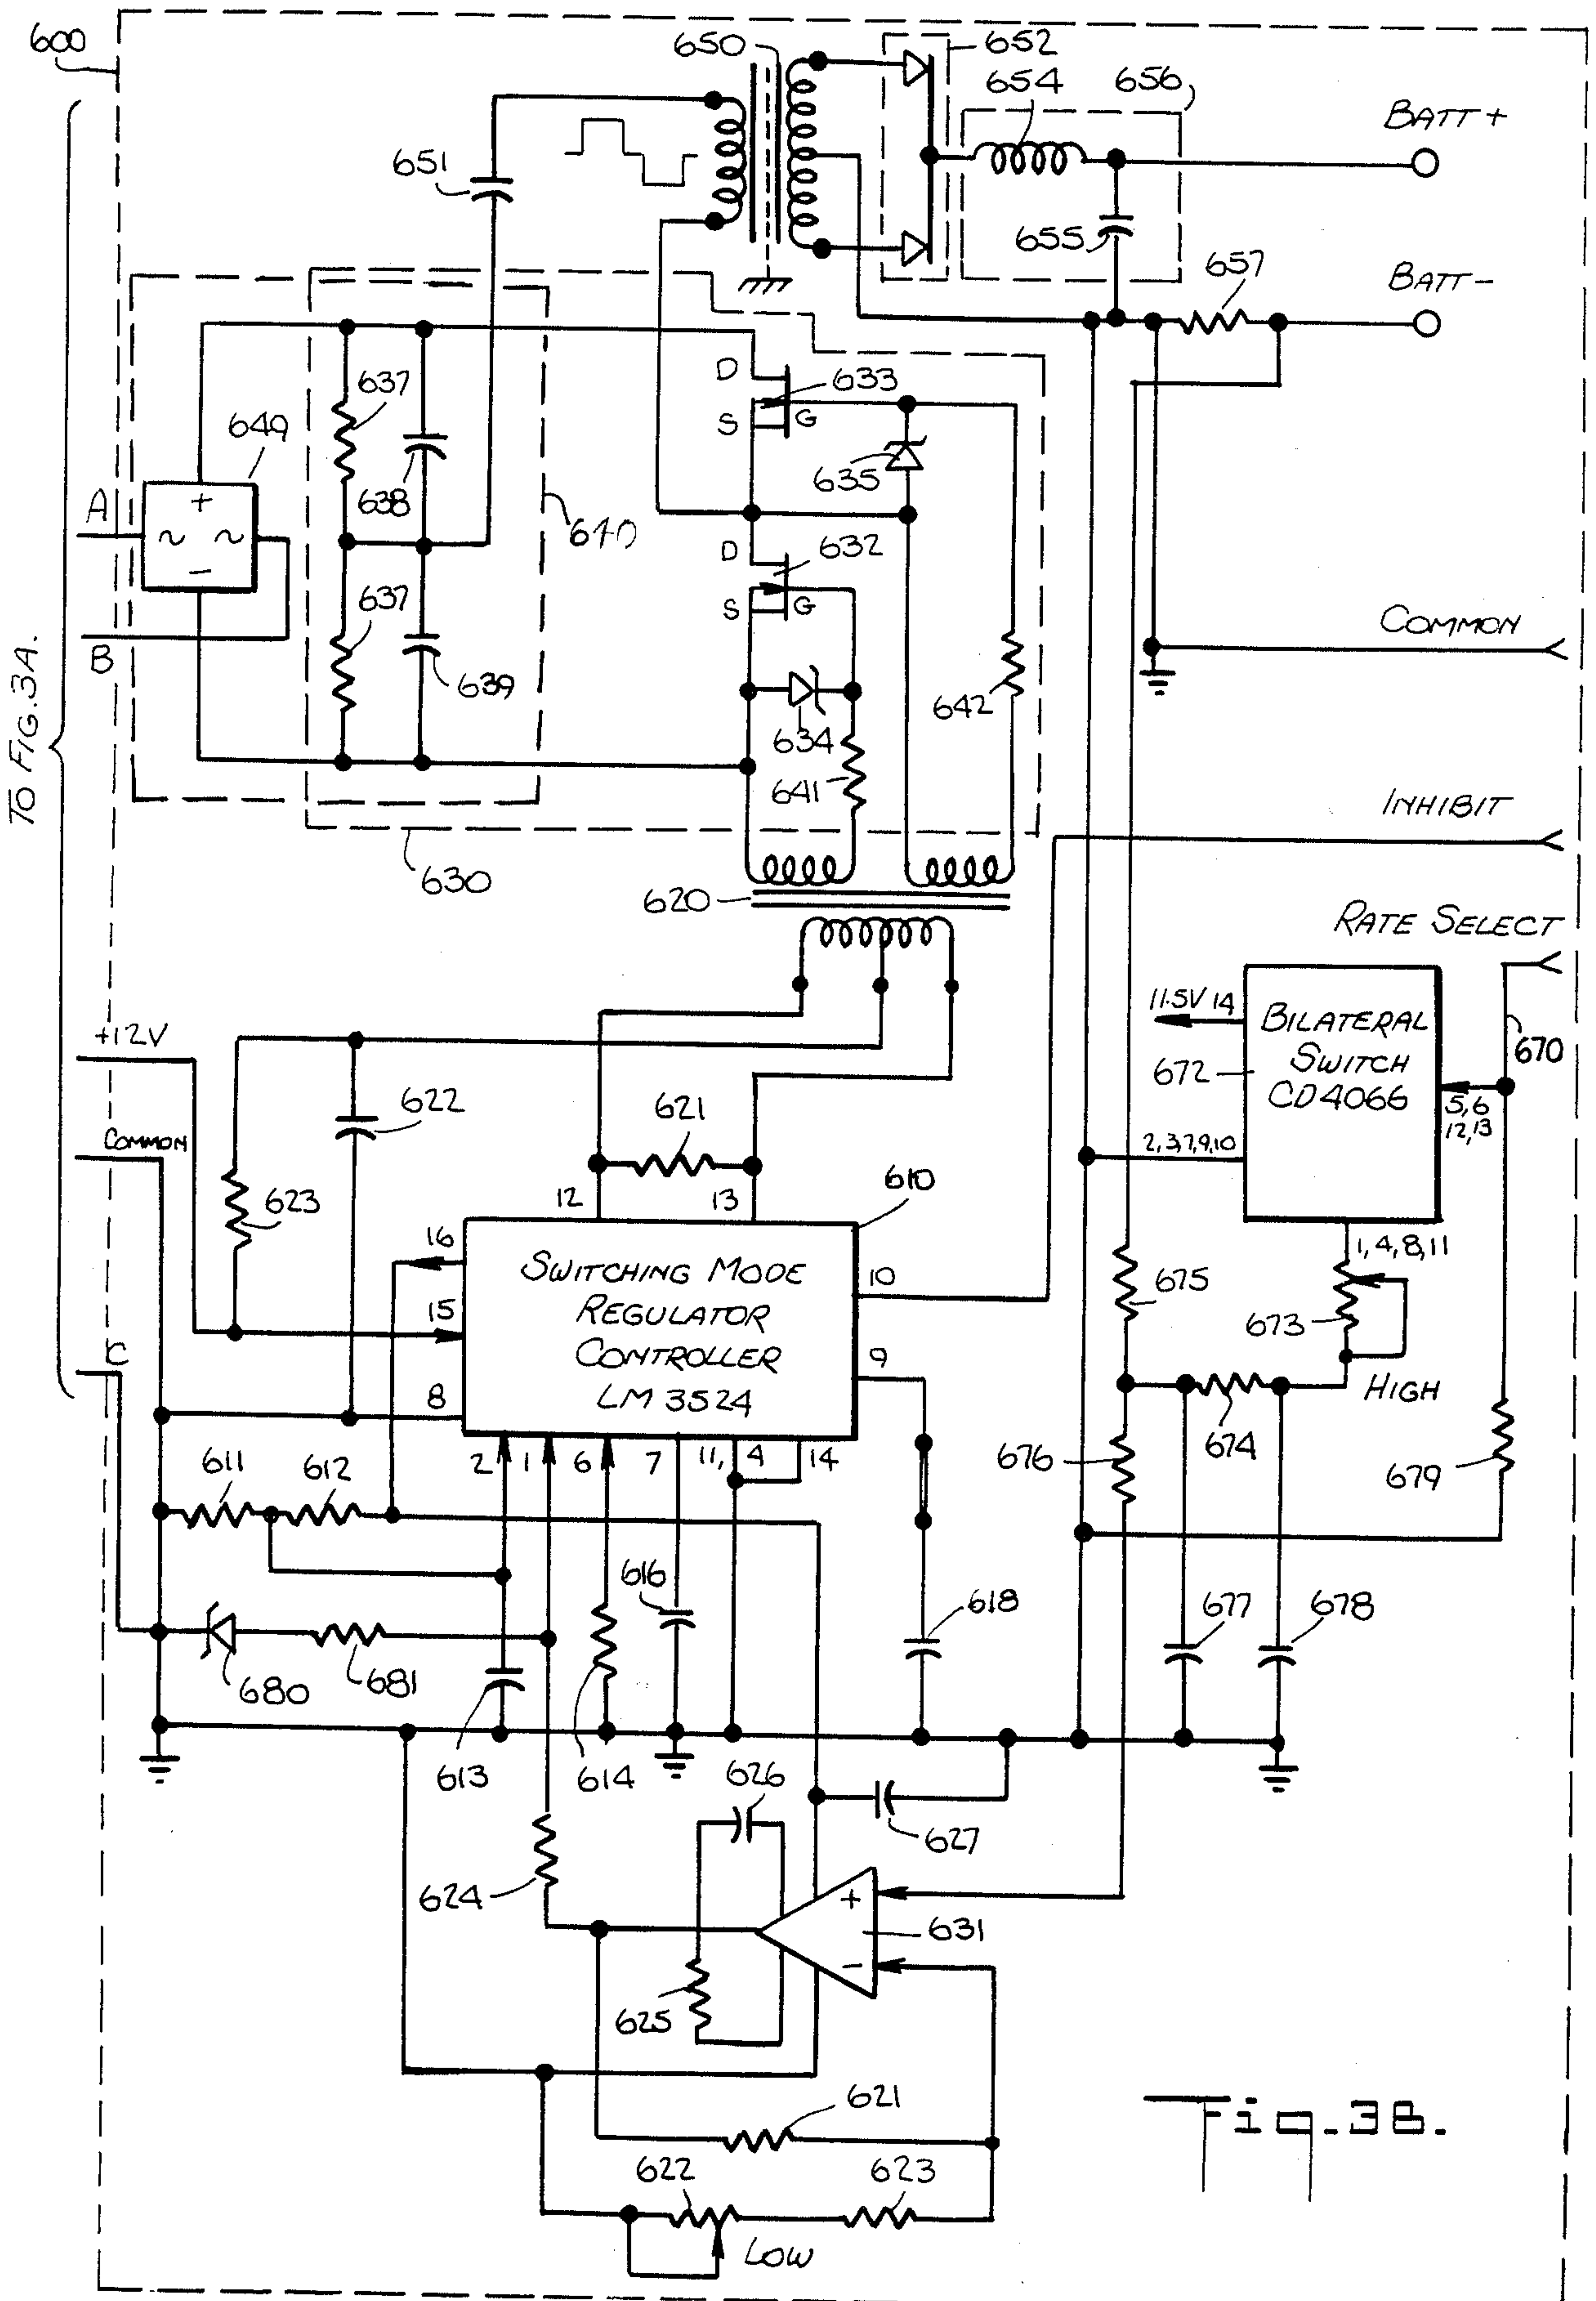 600
650
652
654
656
BATT +
651
655
657
BATT -
D
633
637
S
G
649
635
638
A
+
640
~ ~
D
632
-
637
S
G
COMMON
B
639
642
634
TO FIG. 3A.
641
INHIBIT
630
620
RATE SELECT
11.5V 14
BILATERAL
SWITCH
CD4066
670
+12V
672
622
621
5,6
12,13
COMMON
2,3,7,9,10
12
13
610
623
16
1,4,8,11
SWITCHING MODE
REGULATOR
CONTROLLER
LM 3524
10
675
15
673
C
9
8
HIGH
2
1
6
7
11,
4
14
674
611
612
676
679
616
618
677
678
680
681
613
614
626
627
624
+
631
-
625
621
Fig. 3B.
622
623
LOW